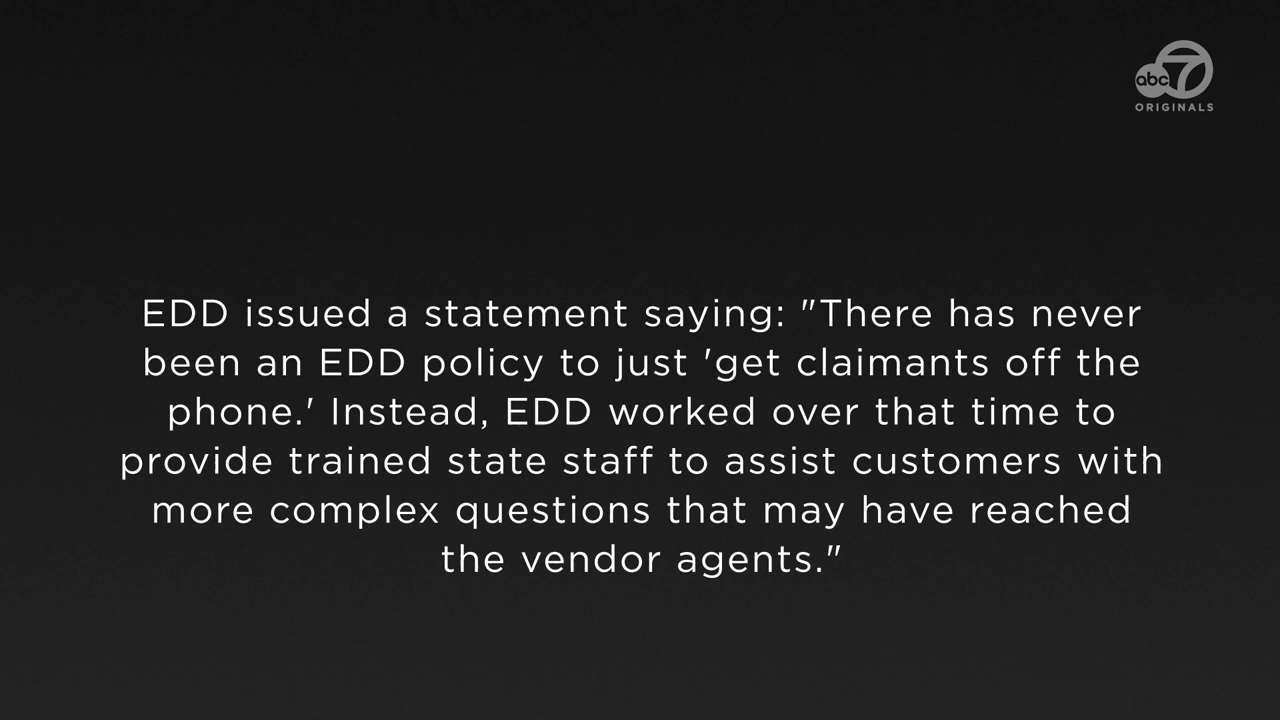 abc 7
ORIGINALS
EDD issued a statement saying: "There has never
been an EDD policy to just 'get claimants off the
phone.' Instead, EDD worked over that time to
provide trained state staff to assist customers with
more complex questions that may have reached
the vendor agents."